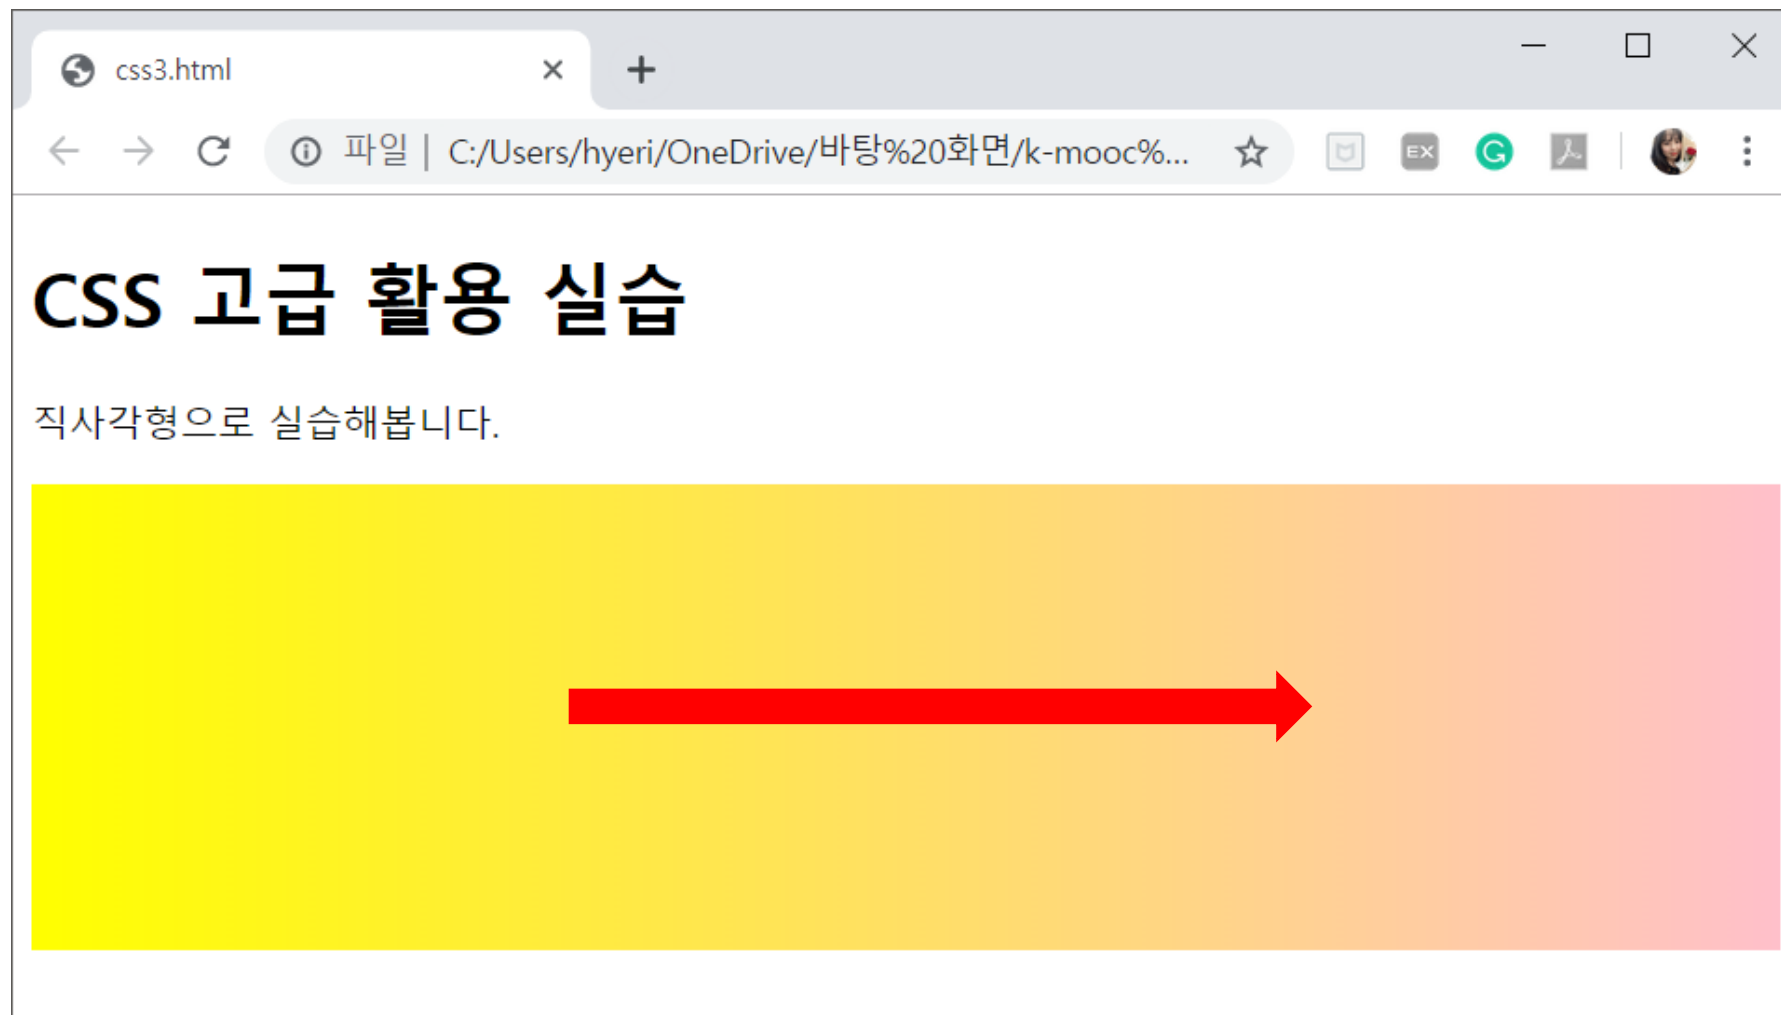 css3.html
파일 | C:/Users/hyeri/OneDrive/바탕%20화면/k-mooc%...
EX
G
CSS 고급 활용 실습
직사각형으로 실습해봅니다.